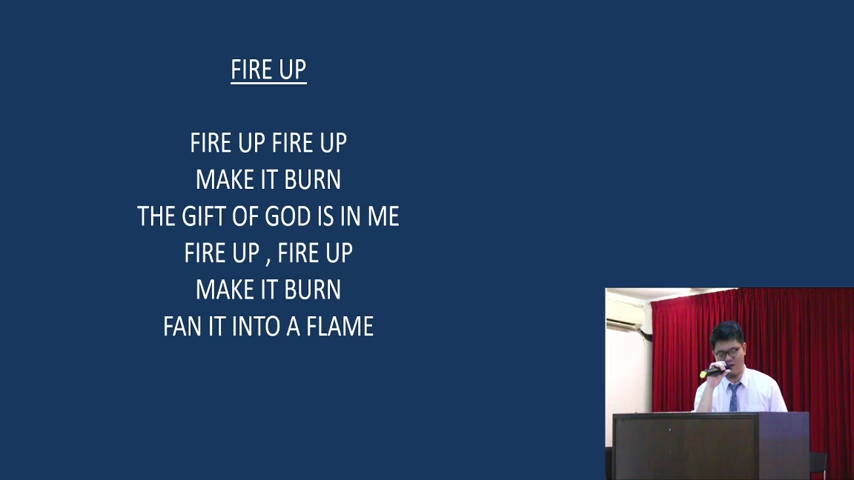 FIRE UP
FIRE UP FIRE UP
MAKE IT BURN
THE GIFT OF GOD IS IN ME
FIRE UP , FIRE UP
MAKE IT BURN
FAN IT INTO A FLAME